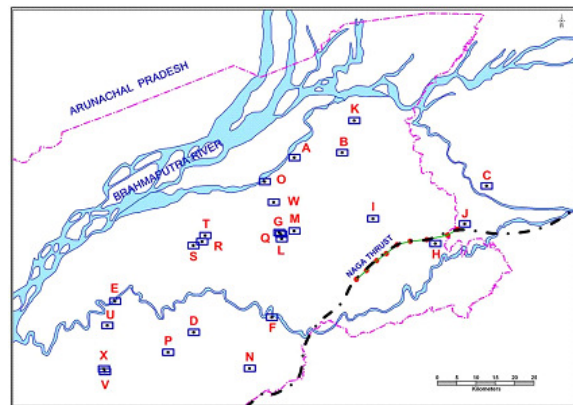 N
K
ARUNACHAL PRADESH
B
A
BRAHMAPUTRA RIVER
O
C
W
I
G
M
J
T
Q
R
L
S
H
NAGA THRUST
E
U
F
D
P
X
N
V
0 5 10 15 20 25
Kilometers